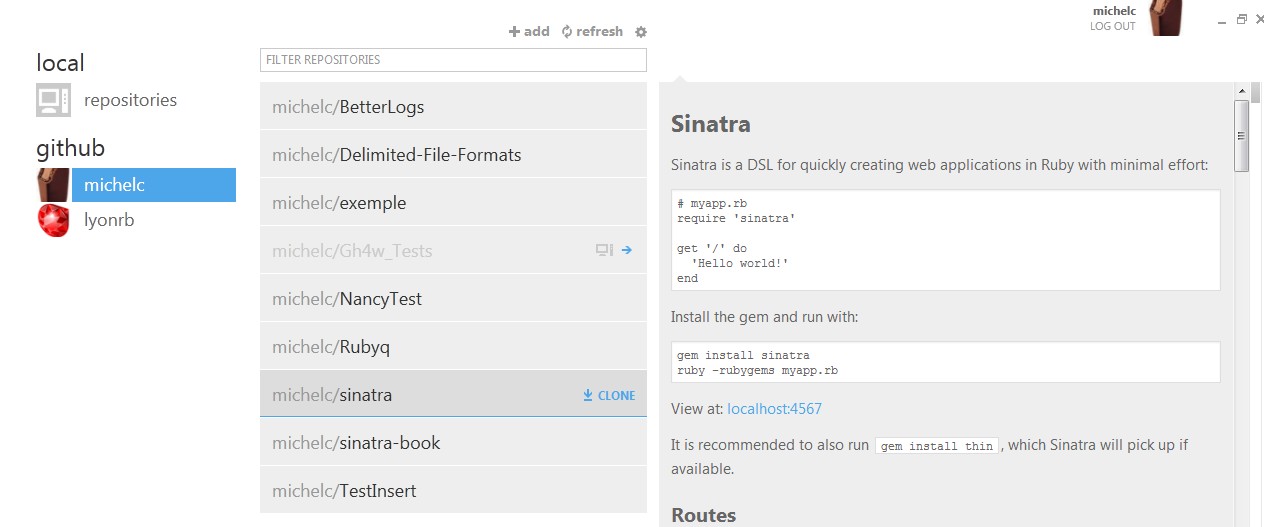 michelc
LOG OUT
add
refresh
local
repositories
github
michelc
lyonrb
FILTER REPOSITORIES
michelc/BetterLogs
michelc/Delimited-File-Formats
michelc/exemple
michelc/Gh4w_Tests
michelc/NancyTest
michelc/Rubyq
michelc/sinatra CLONE
michelc/sinatra-book
michelc/TestInsert
Sinatra
Sinatra is a DSL for quickly creating web applications in Ruby with minimal effort:
# myapp.rb
require 'sinatra'
get '/' do
  'Hello world!'
end
Install the gem and run with:
gem install sinatra
ruby -rubygems myapp.rb
View at: localhost:4567
It is recommended to also run gem install thin, which Sinatra will pick up if
available.
Routes